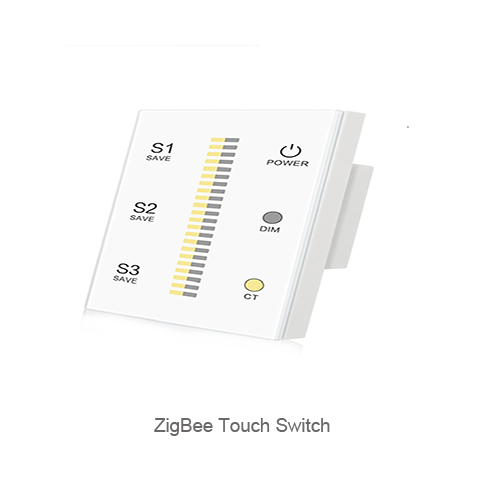 S1
SAVE
POWER
S2
SAVE
DIM
S3
SAVE
CT
ZigBee Touch Switch